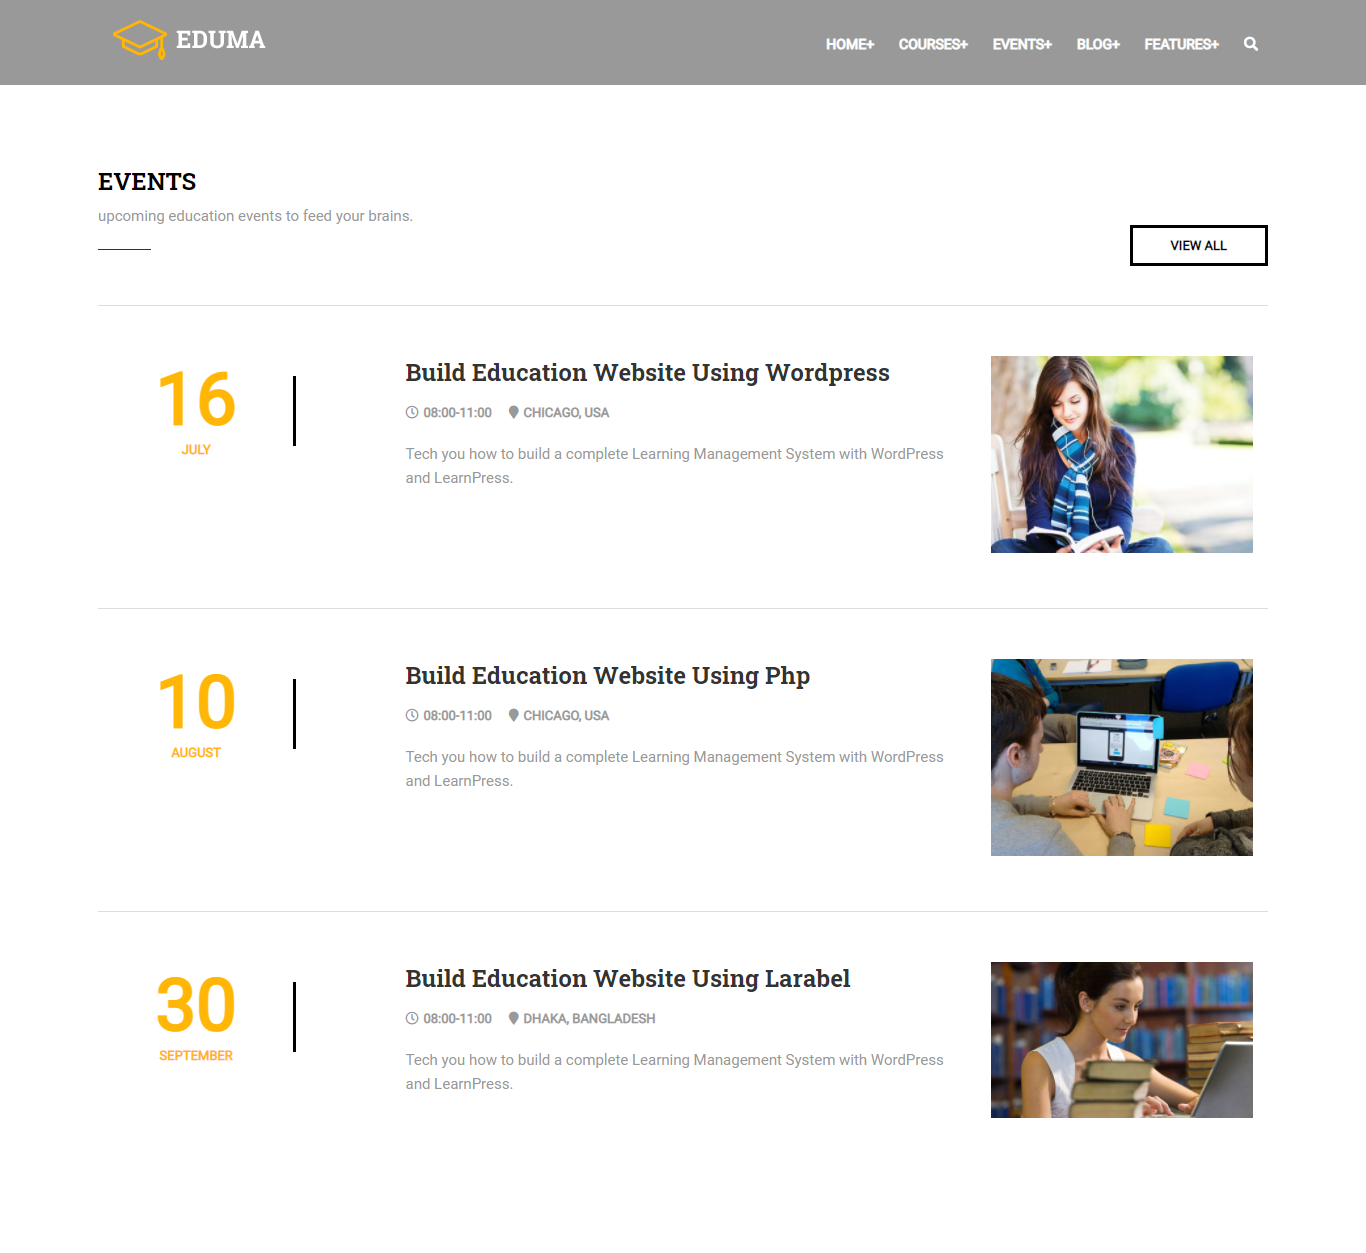 EDUMA
HOME+ COURSES+ EVENTS+ BLOG+ FEATURES+
EVENTS
upcoming education events to feed your brains.
VIEW ALL
16
JULY
Build Education Website Using Wordpress
08:00-11:00 CHICAGO, USA
Tech you how to build a complete Learning Management System with WordPress
and LearnPress.
10
AUGUST
Build Education Website Using Php
08:00-11:00 CHICAGO, USA
Tech you how to build a complete Learning Management System with WordPress
and LearnPress.
30
SEPTEMBER
Build Education Website Using Larabel
08:00-11:00 DHAKA, BANGLADESH
Tech you how to build a complete Learning Management System with WordPress
and LearnPress.